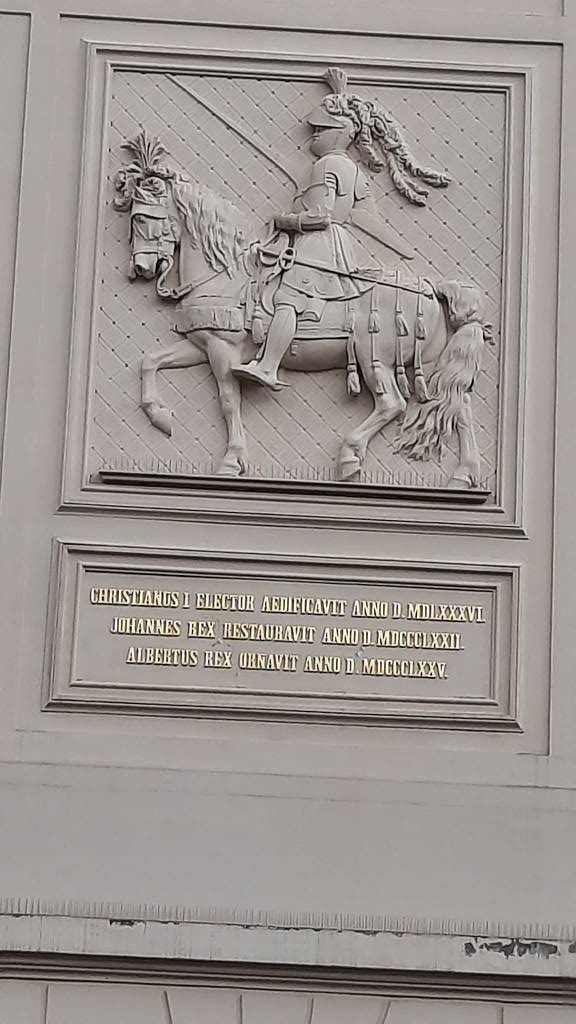 CHRISTIANUS I ELECTOR AEDIFICAVIT ANNO D. MDLXXXVI.
JOHANNES REX RESTAURAVIT ANNO D. MDCCCLXXII.
ALBERTUS REX ORNAVIT ANNO D. MDCCCLXXV.